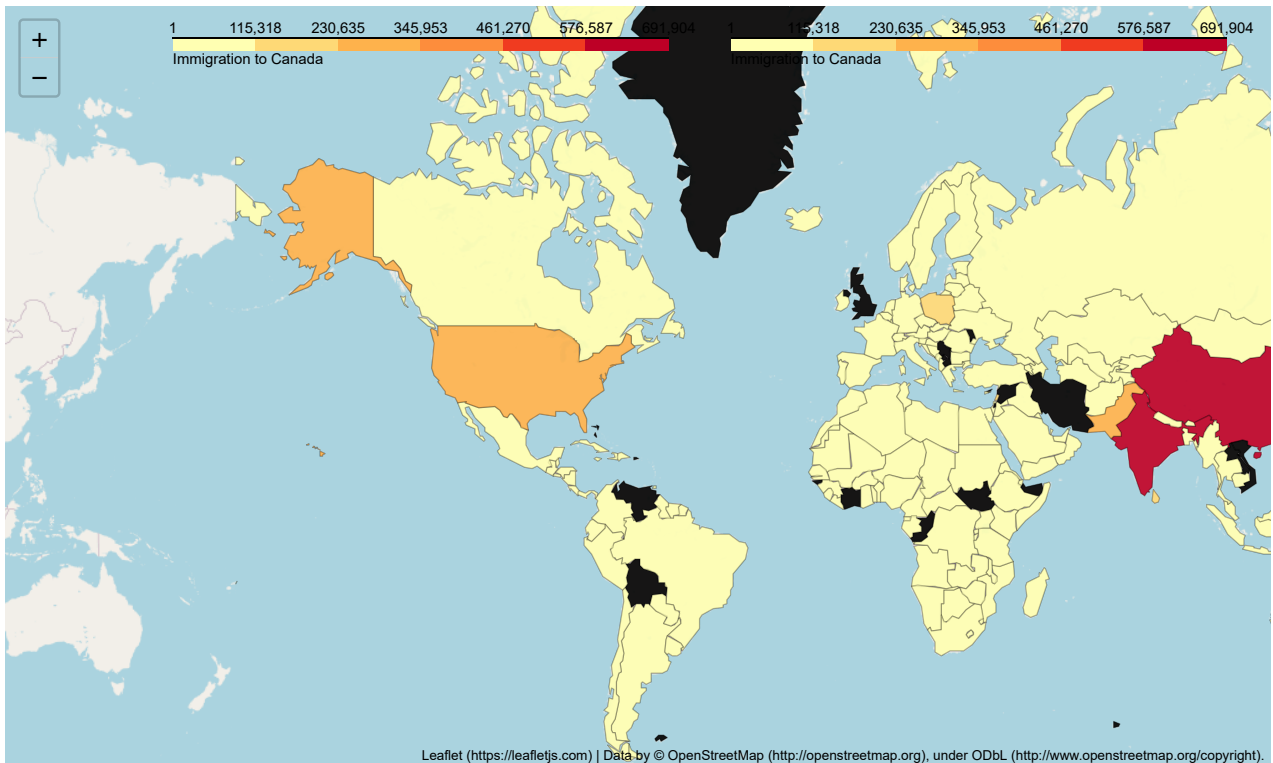 +
−
1 115,318 230,635 345,953 461,270 576,587 691,904
Immigration to Canada
1 115,318 230,635 345,953 461,270 576,587 691,904
Immigration to Canada
Leaflet (https://leafletjs.com) | Data by © OpenStreetMap (http://openstreetmap.org), under ODbL (http://www.openstreetmap.org/copyright).